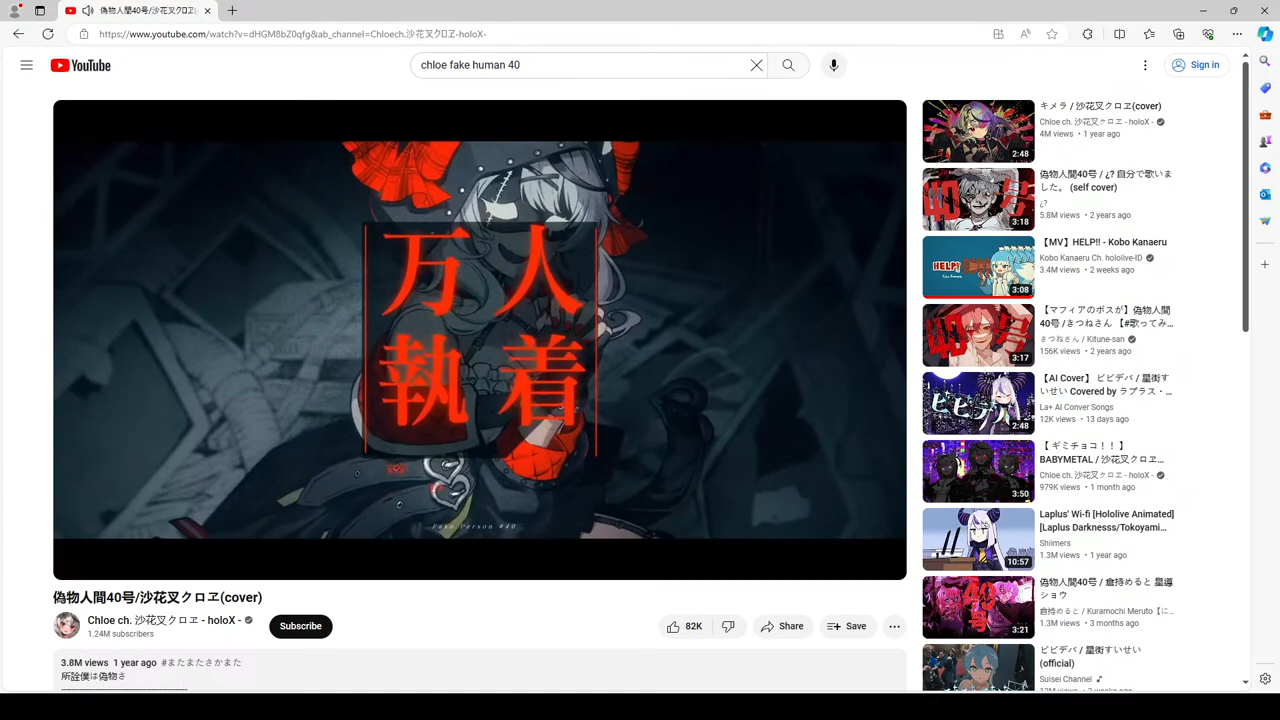 偽物人間40号/沙花叉クロヱ(c
https://www.youtube.com/watch?v=dHGM8bZ0qfg&ab_channel=Chloech.沙花叉クロヱ-holoX-
YouTube
chloe fake human 40
Sign in
万人
執着
Fake Person #40
偽物人間40号/沙花叉クロヱ(cover)
Chloe ch. 沙花叉クロヱ - holoX -
1.24M subscribers
Subscribe
82K
Share
Save
3.8M views 1 year ago #またまたさかまた
所詮僕は偽物さ
キメラ / 沙花叉クロヱ(cover)
Chloe ch. 沙花叉クロヱ - holoX -
4M views • 1 year ago
2:48
偽物人間40号 / ¿? 自分で歌いま
した。 (self cover)
¿?
5.8M views • 2 years ago
3:18
【MV】HELP!! - Kobo Kanaeru
Kobo Kanaeru Ch. hololive-ID
3.4M views • 2 weeks ago
HELP!!
3:08
【マフィアのボスが】偽物人間
40号 /きつねさん 【#歌ってみ...
きつねさん / Kitune-san
156K views • 2 years ago
3:17
【AI Cover】 ビビデバ / 星街す
いせい Covered by ラプラス・...
La+ AI Conver Songs
12K views • 13 days ago
ビビデバ
2:48
【 ギミチョコ！！ 】
BABYMETAL / 沙花叉クロヱ...
Chloe ch. 沙花叉クロヱ - holoX -
979K views • 1 month ago
3:50
Laplus' Wi-fi [Hololive Animated]
[Laplus Darknesss/Tokoyami...
Shiimers
1.3M views • 1 year ago
10:57
偽物人間40号 / 倉持めると 星導
ショウ
倉持めると / Kuramochi Meruto【に...
1.3M views • 3 months ago
3:21
ビビデバ / 星街すいせい
(official)
Suisei Channel